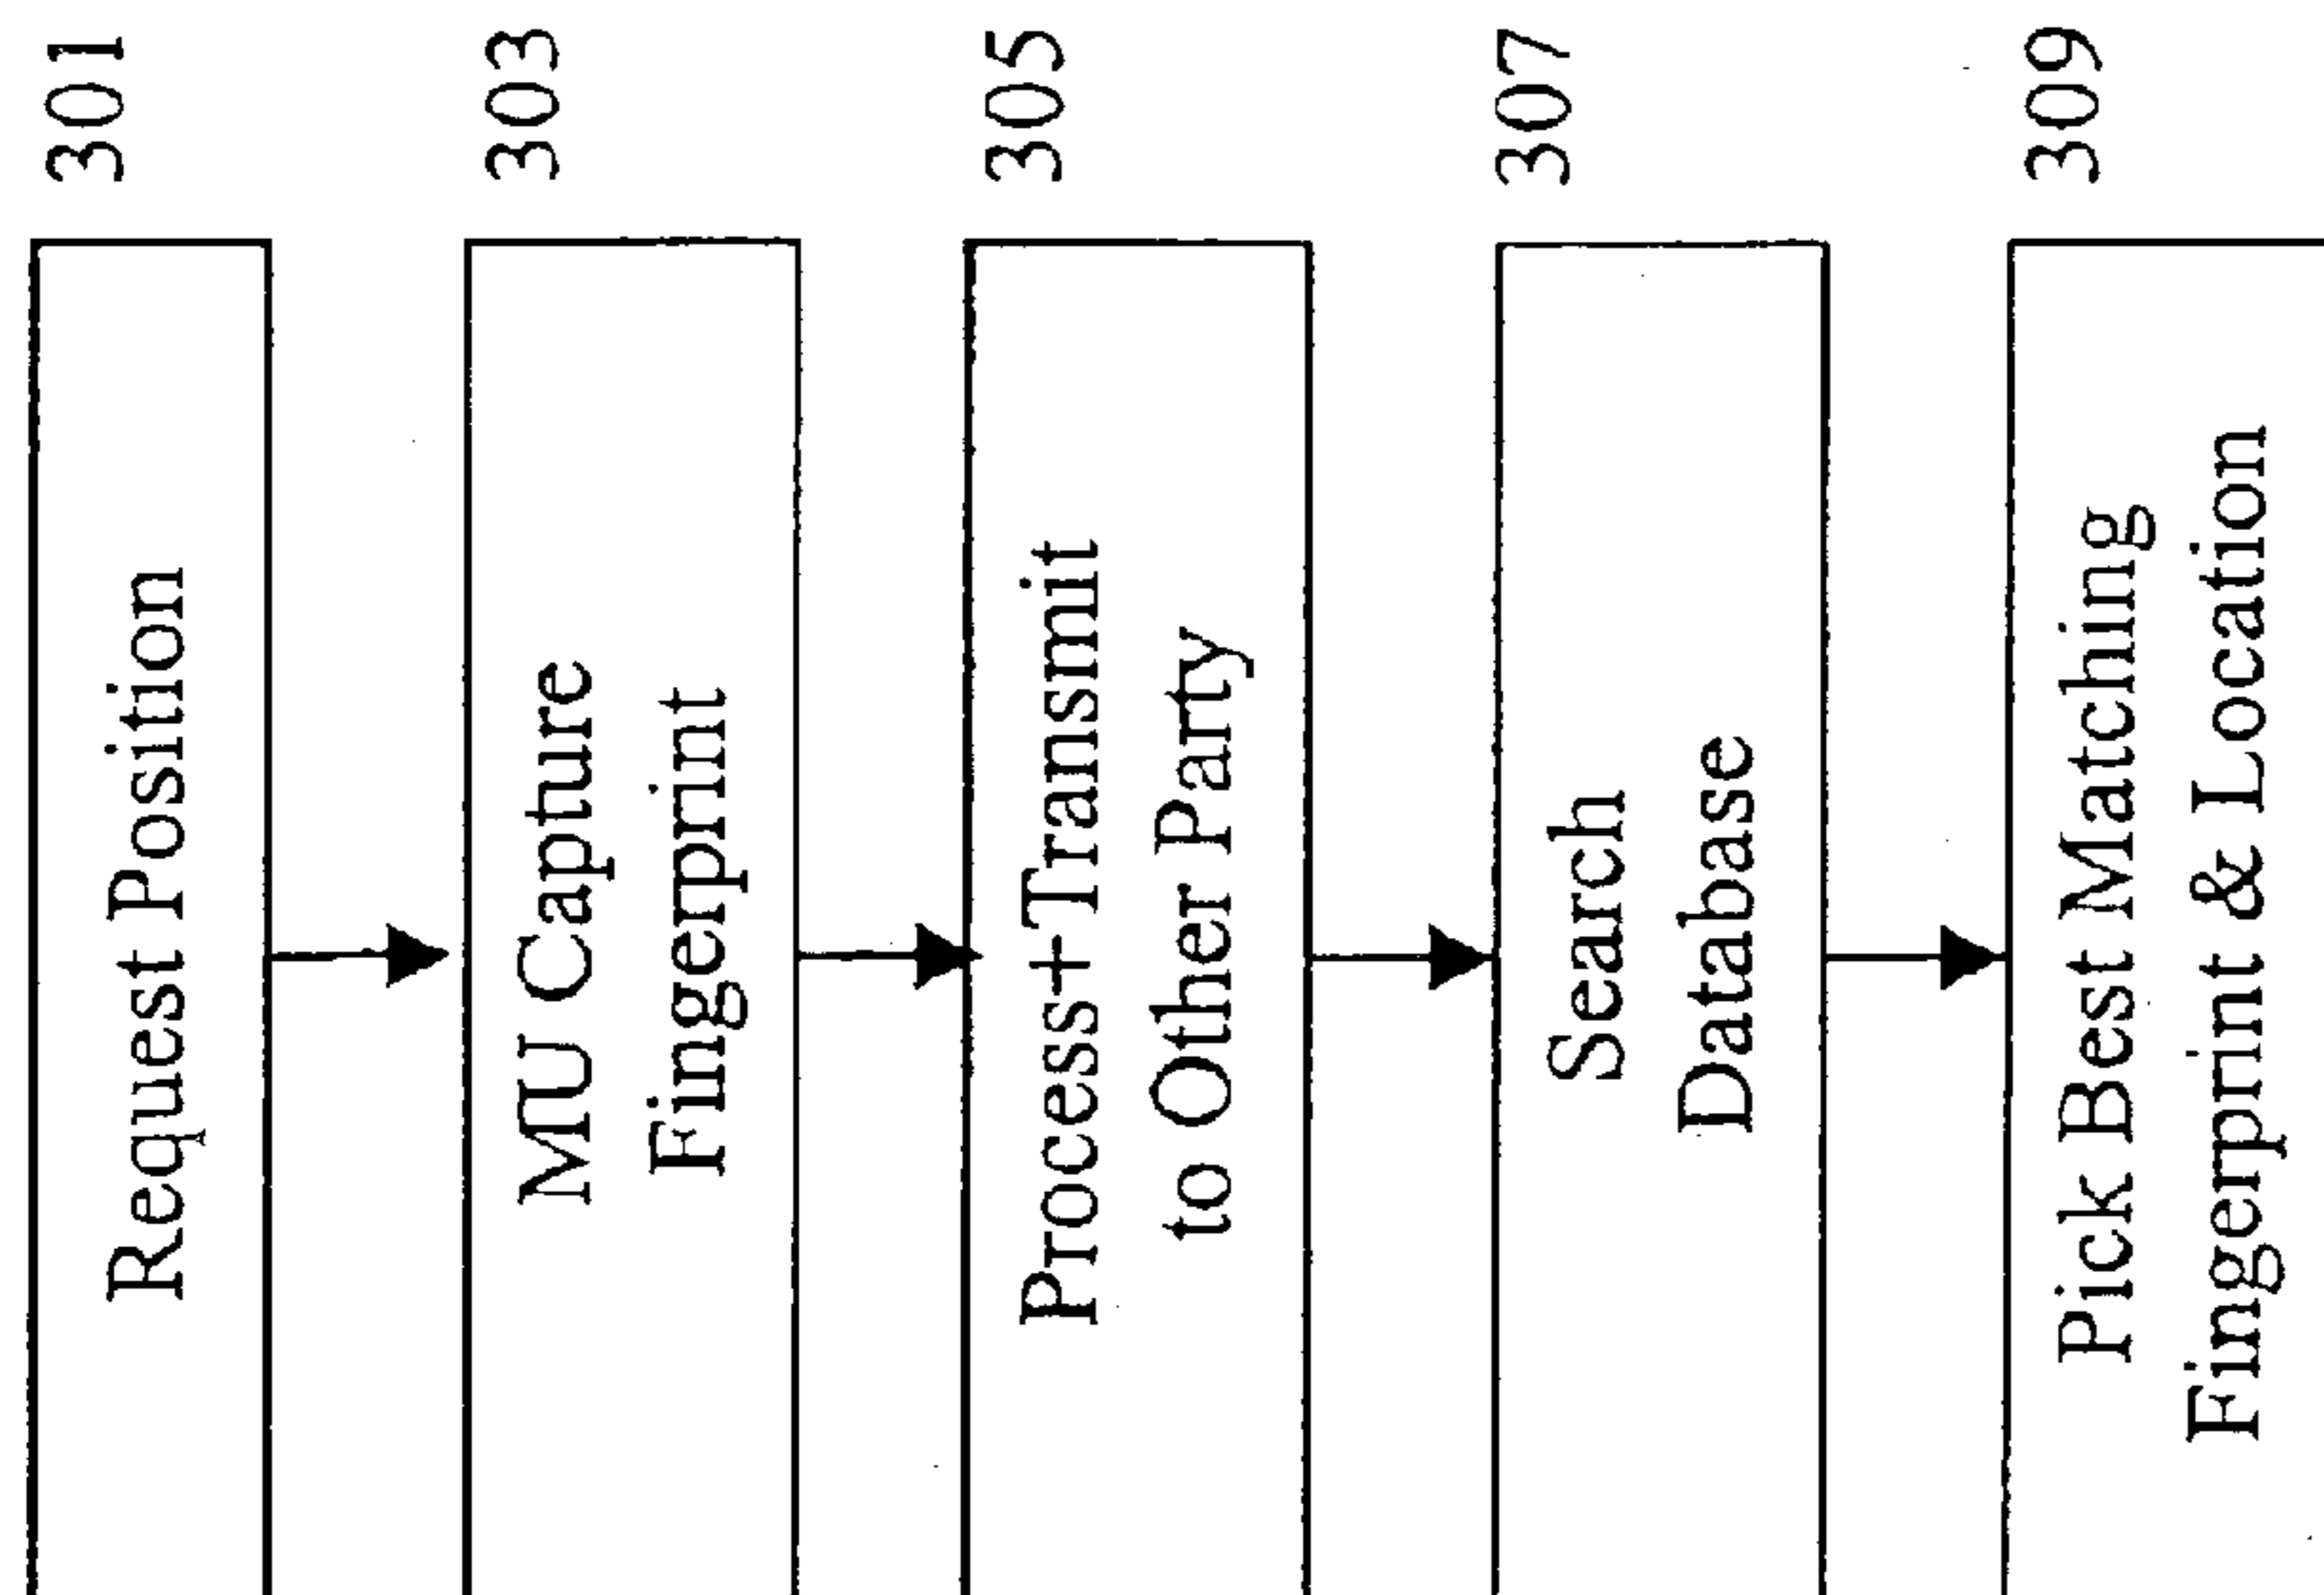 301
Request Position
303
MU Capture
Fingerprint
305
Process+Transmit
to Other Party
307
Search
Database
309
Pick Best Matching
Fingerprint & Location